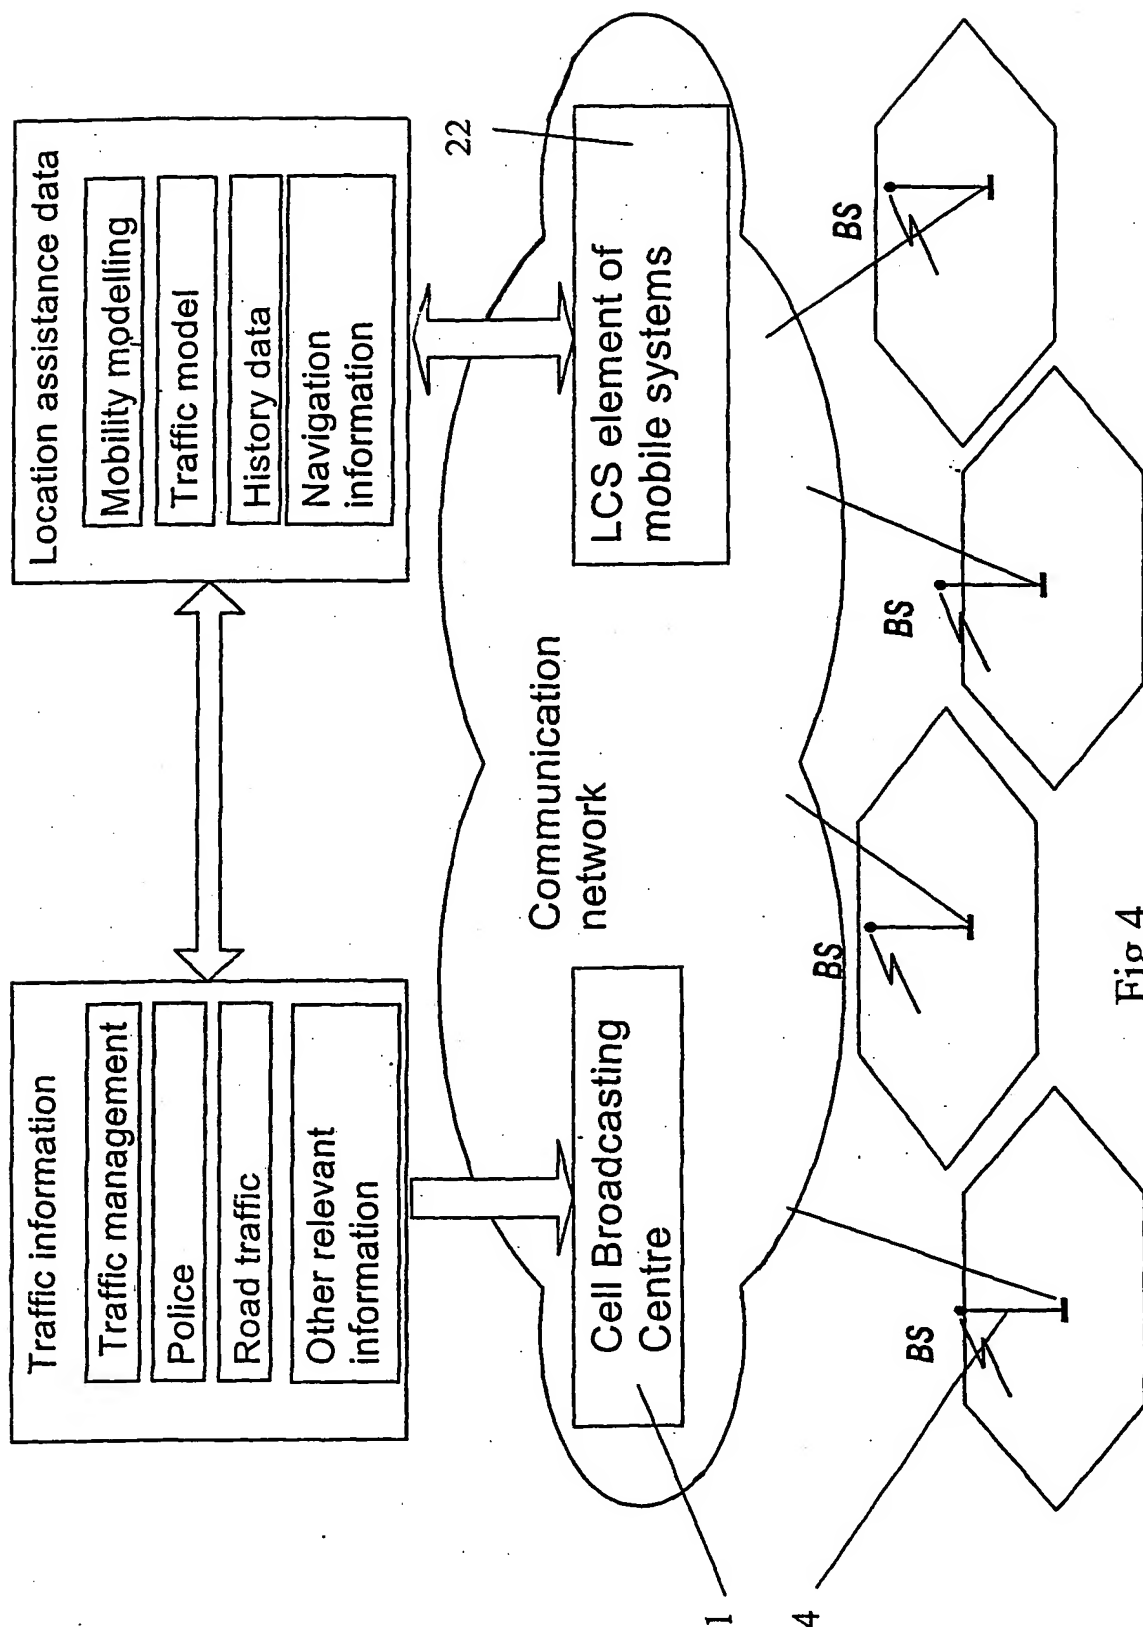 Traffic information
Traffic management
Police
Road traffic
Other relevant
information
Location assistance data
Mobility modelling
Traffic model
History data
Navigation
information
22
Communication
network
Cell Broadcasting
Centre
LCS element of
mobile systems
1
4
BS
BS
BS
BS
Fig 4